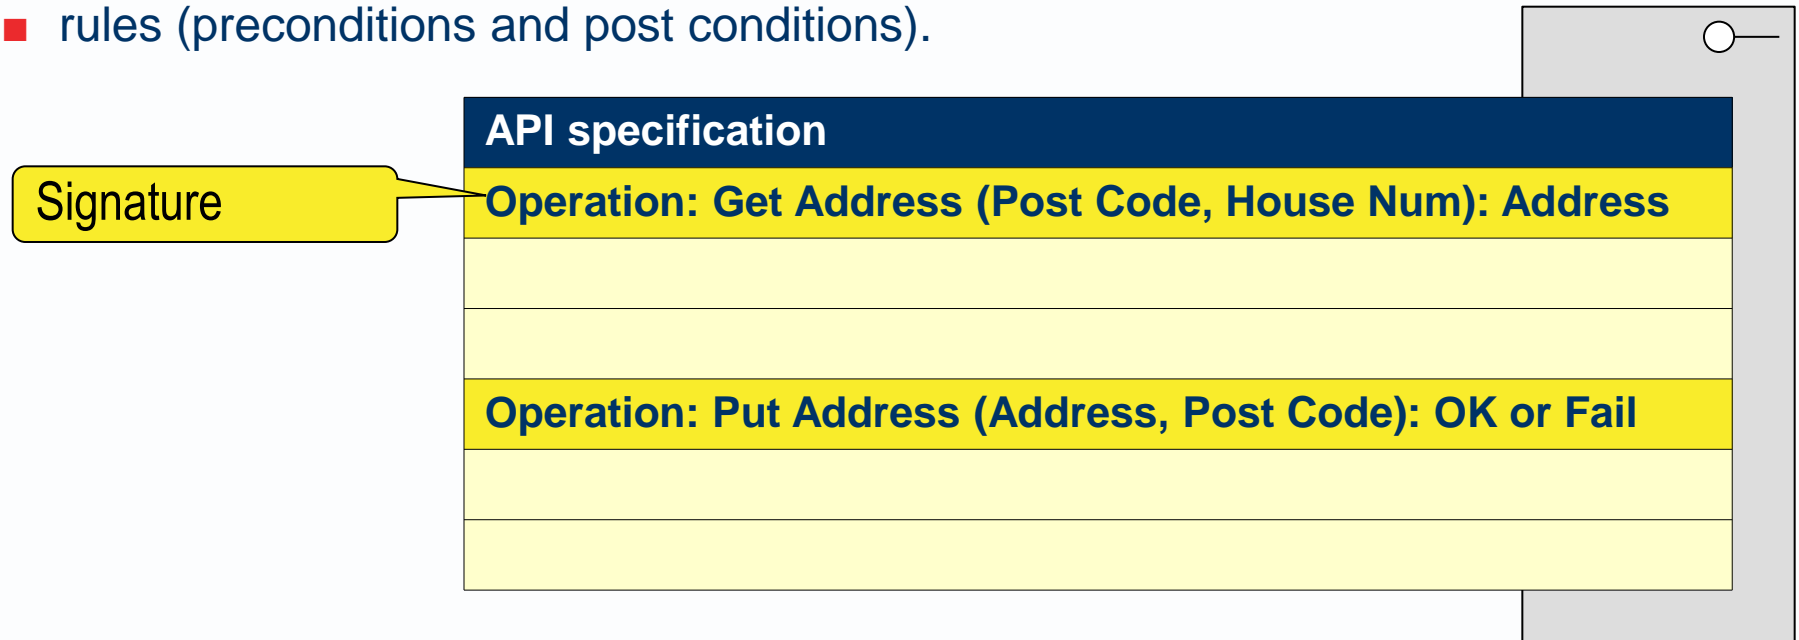 ■ rules (preconditions and post conditions).
API specification
Signature
Operation: Get Address (Post Code, House Num): Address
Operation: Put Address (Address, Post Code): OK or Fail